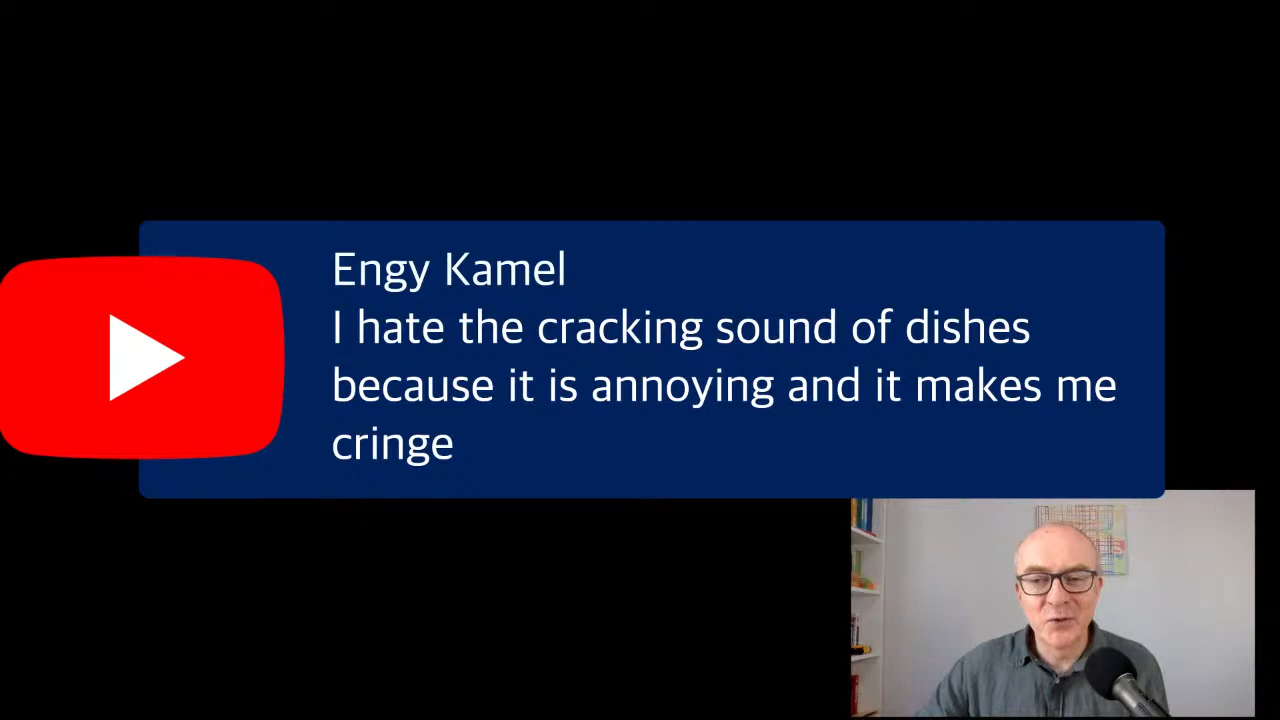 Engy Kamel
I hate the cracking sound of dishes
because it is annoying and it makes me
cringe